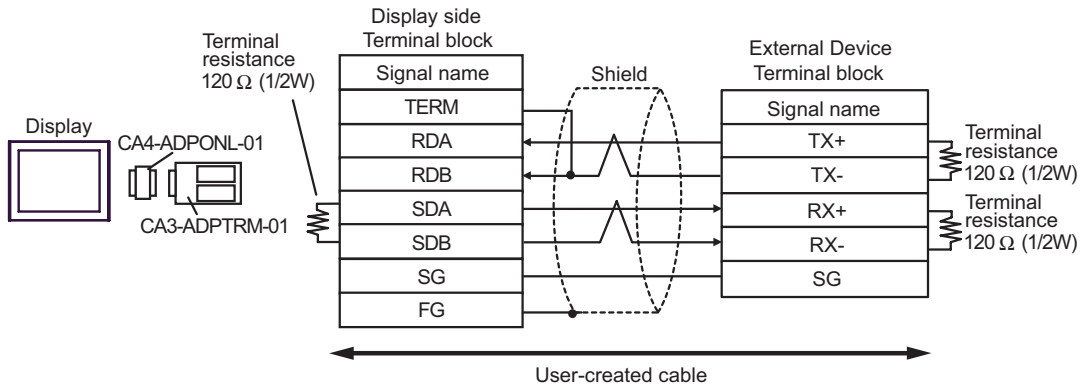 Display side
Terminal block
Terminal
resistance
120 Ω (1/2W)
External Device
Terminal block
Signal name
Shield
Signal name
TERM
Display
CA4-ADPONL-01
CA3-ADPTRM-01
RDA
RDB
SDA
SDB
SG
FG
TX+
TX-
RX+
RX-
SG
Terminal
resistance
120 Ω (1/2W)
Terminal
resistance
120 Ω (1/2W)
User-created cable